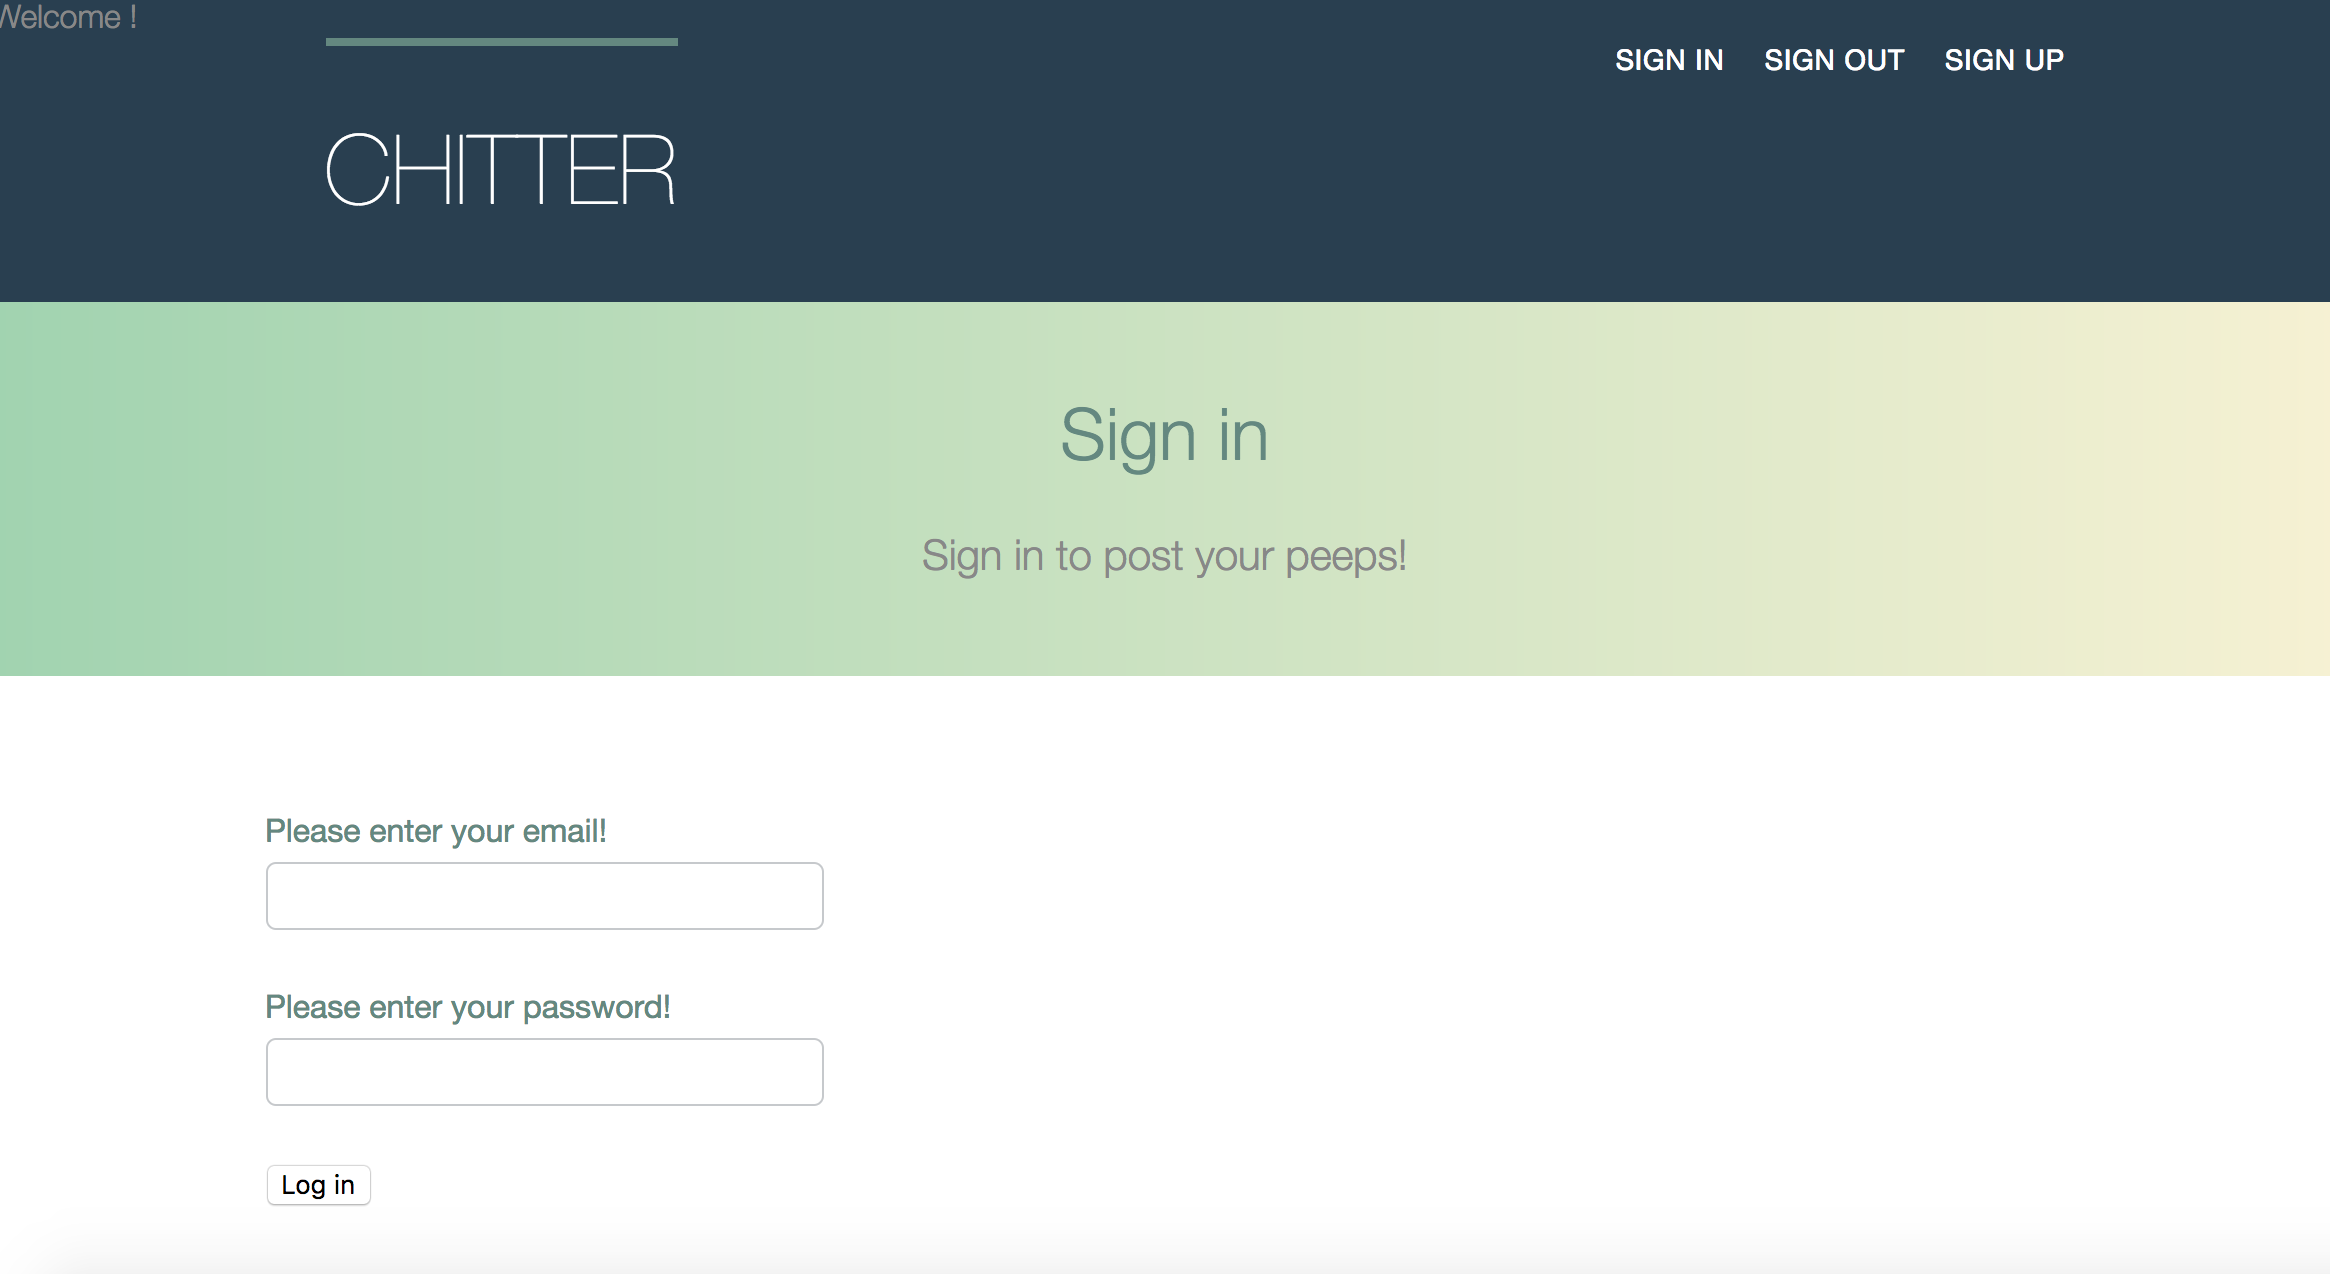 Welcome !
SIGN IN SIGN OUT SIGN UP
CHITTER
Sign in
Sign in to post your peeps!
Please enter your email!
Please enter your password!
Log in